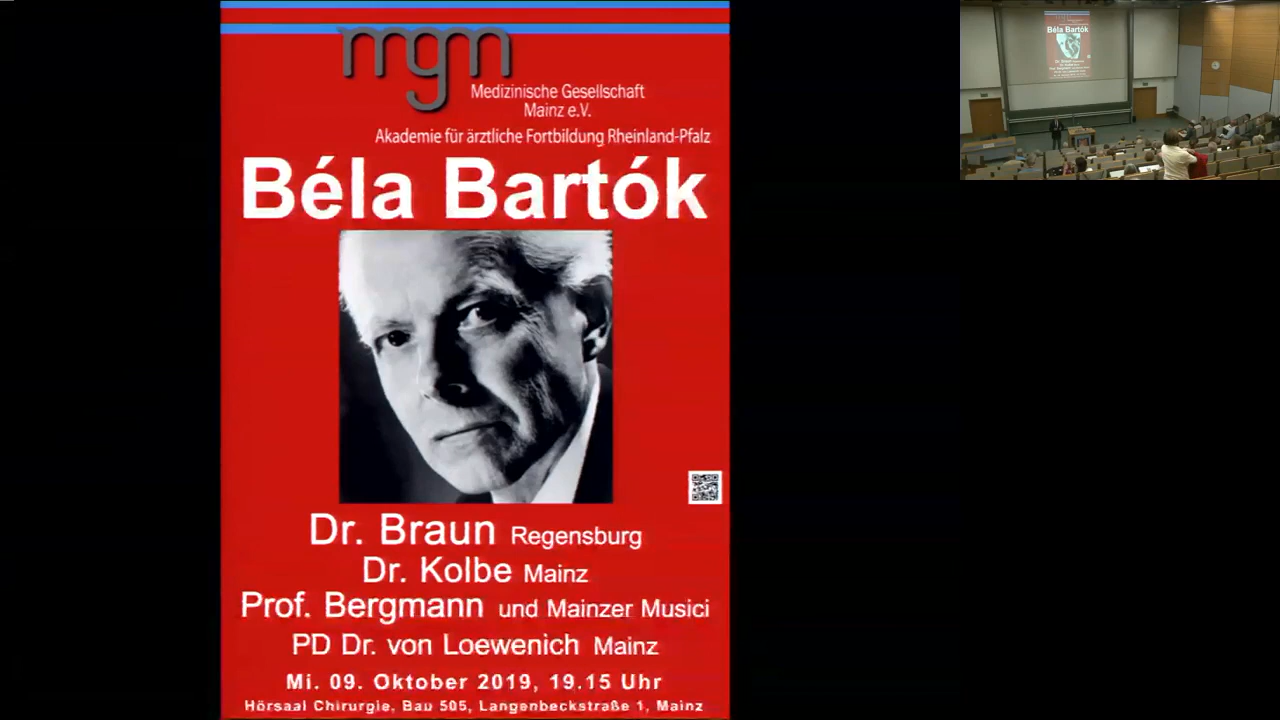 mgm
Medizinische Gesellschaft
Mainz e.V.
Akademie für ärztliche Fortbildung Rheinland-Pfalz
Béla Bartók
Dr. Braun Regensburg
Dr. Kolbe Mainz
Prof. Bergmann und Mainzer Musici
PD Dr. von Loewenich Mainz
Mi. 09. Oktober 2019, 19.15 Uhr
Hörsaal Chirurgie, Bau 505, Langenbeckstraße 1, Mainz
Béla Bartók